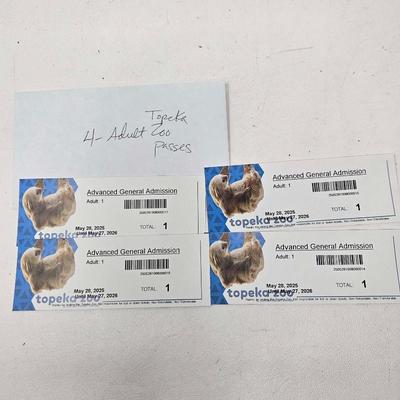 Topeka
4- Adult Zoo
Passes
Advanced General Admission
Adult: 1
May 28, 2025
Until May 27, 2026
TOTAL: 1
Advanced General Admission
Adult: 1
May 28, 2025
Until May 27, 2026
TOTAL: 1
topeka zoo
Advanced General Admission
Adult: 1
May 28, 2025
Until May 27, 2026
TOTAL: 1
topeka zoo
Advanced General Admission
Adult: 1
May 28, 2025
Until May 27, 2026
TOTAL: 1
topeka zoo